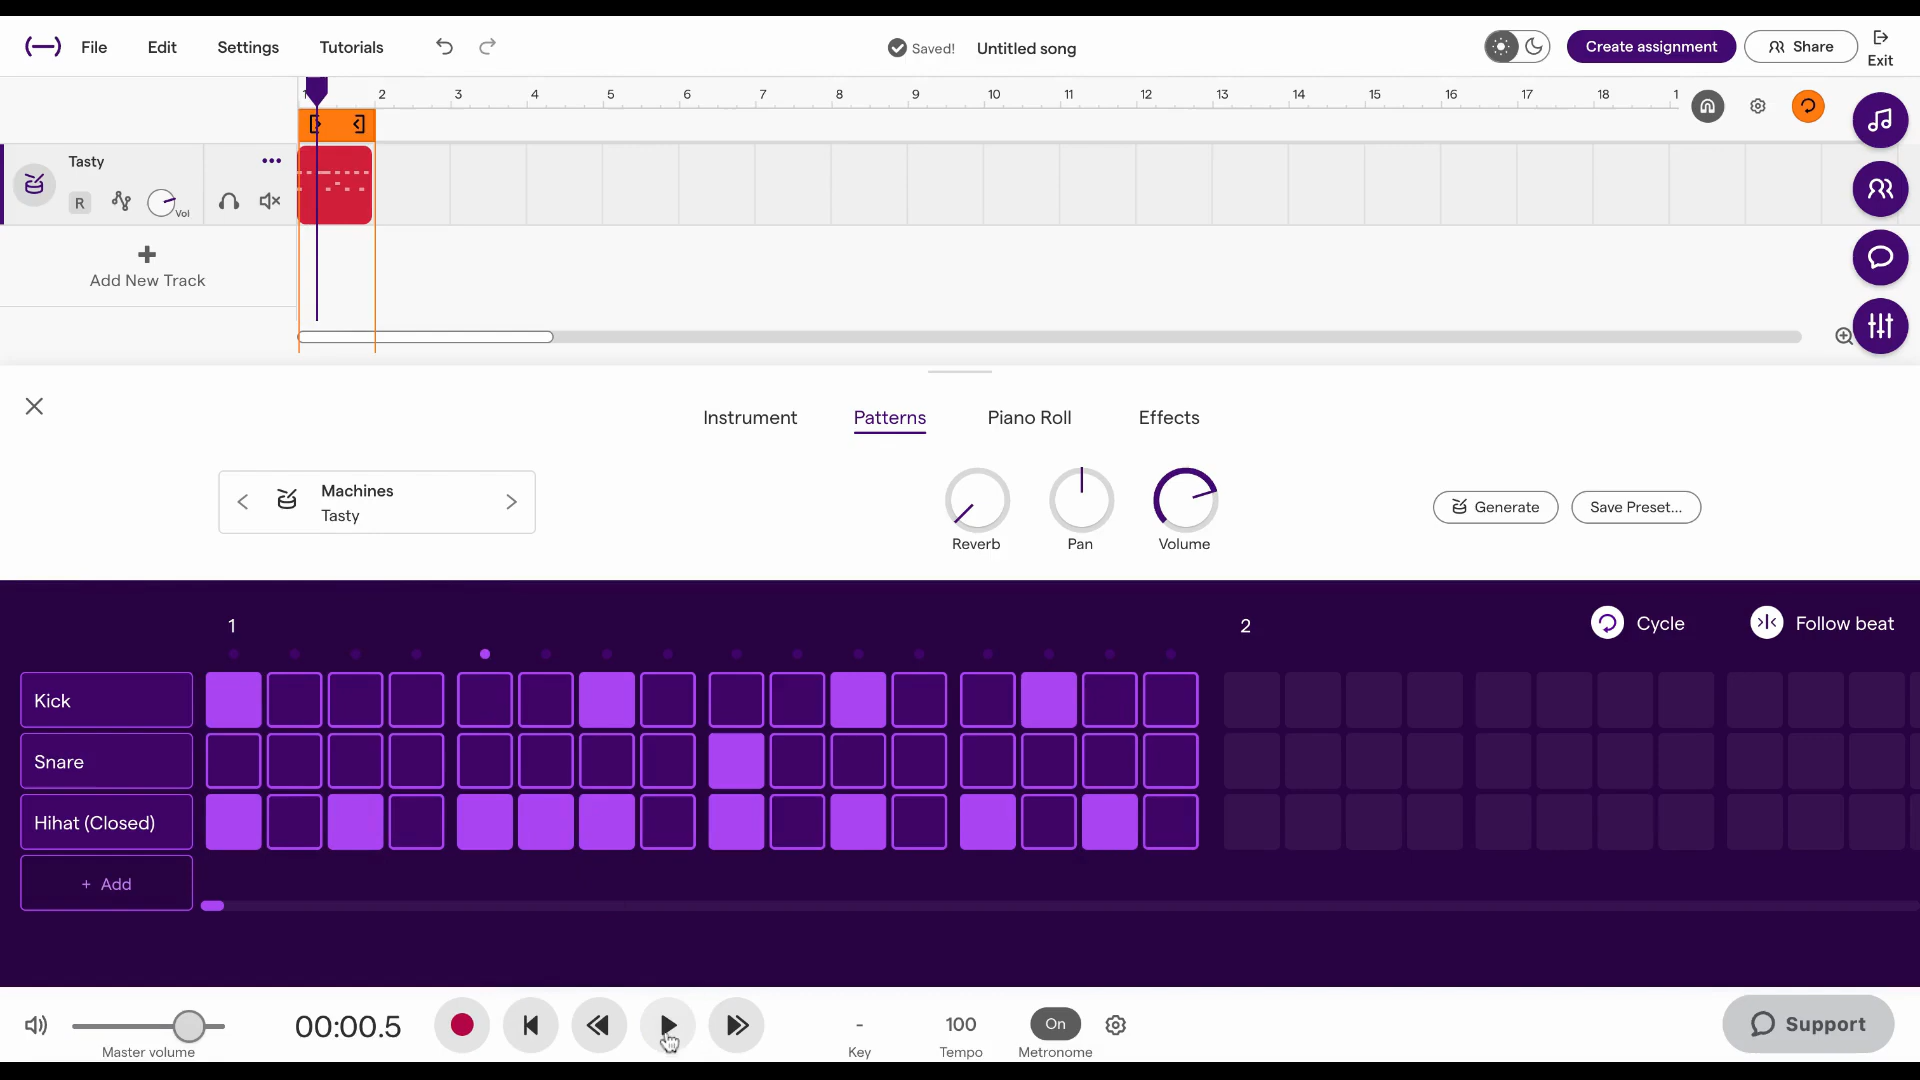 File Edit Settings Tutorials Saved! Untitled song Create assignment Share Exit
1 2 3 4 5 6 7 8 9 10 11 12 13 14 15 16 17 18 1
Tasty
R Vol
Add New Track
Instrument Patterns Piano Roll Effects
Machines
Tasty
Generate Save Preset...
Reverb Pan Volume
1 2 Cycle Follow beat
Kick
Snare
Hihat (Closed)
+ Add
00:00.5 - 100 On Support
Master volume Key Tempo Metronome